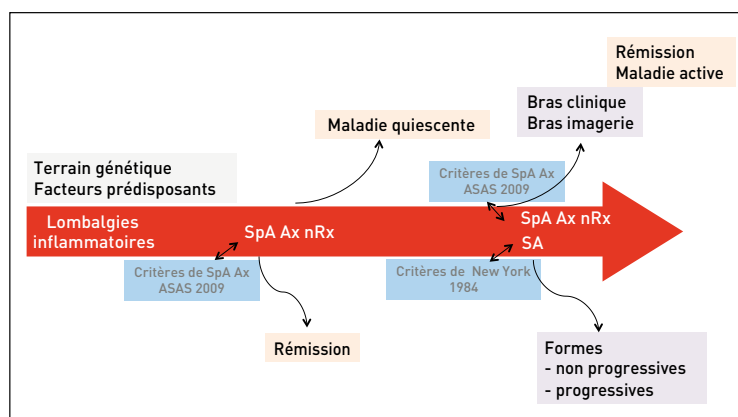 Rémission
Maladie active
Bras clinique
Bras imagerie
Maladie quiescente
Terrain génétique
Facteurs prédisposants
Critères de SpA Ax
ASAS 2009
Lombalgies
inflammatoires
SpA Ax nRx
SpA Ax nRx
SA
Critères de SpA Ax
ASAS 2009
Critères de New York
1984
Rémission
Formes
- non progressives
- progressives